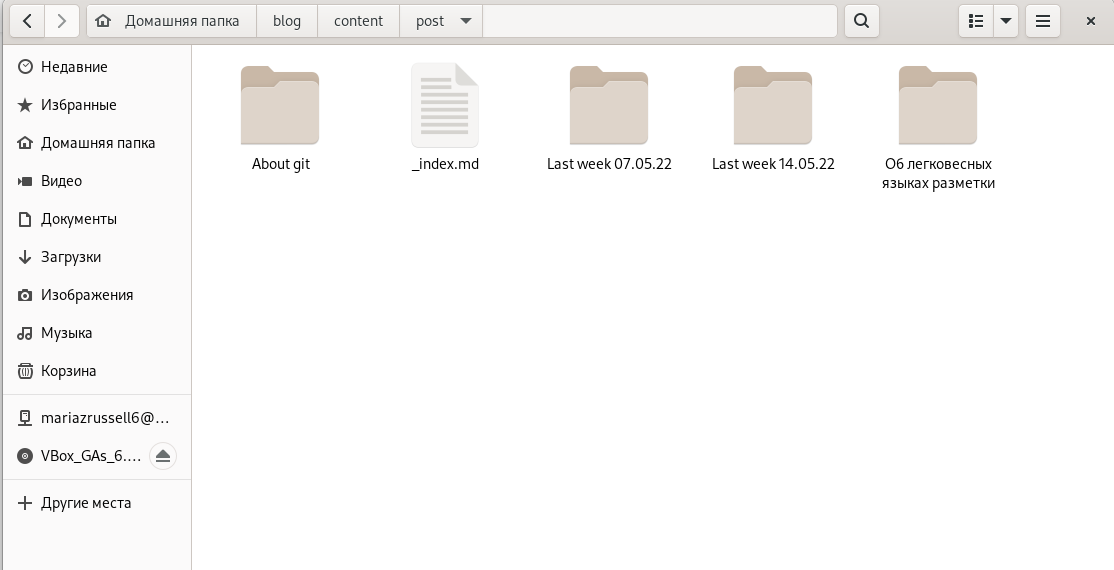 Домашняя папка blog content post
Недавние
Избранные
Домашняя папка
Видео
Документы
Загрузки
Изображения
Музыка
Корзина
mariazrussell6@...
VBox_GAs_6....
Другие места
About git
_index.md
Last week 07.05.22
Last week 14.05.22
Об легковесных
языках разметки